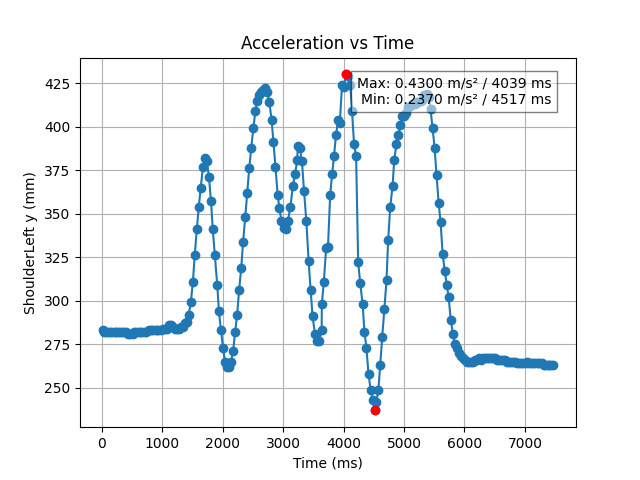 Acceleration vs Time
Max: 0.4300 m/s² / 4039 ms
Min: 0.2370 m/s² / 4517 ms
ShoulderLeft y (mm)
425
400
375
350
325
300
275
250
0 1000 2000 3000 4000 5000 6000 7000
Time (ms)